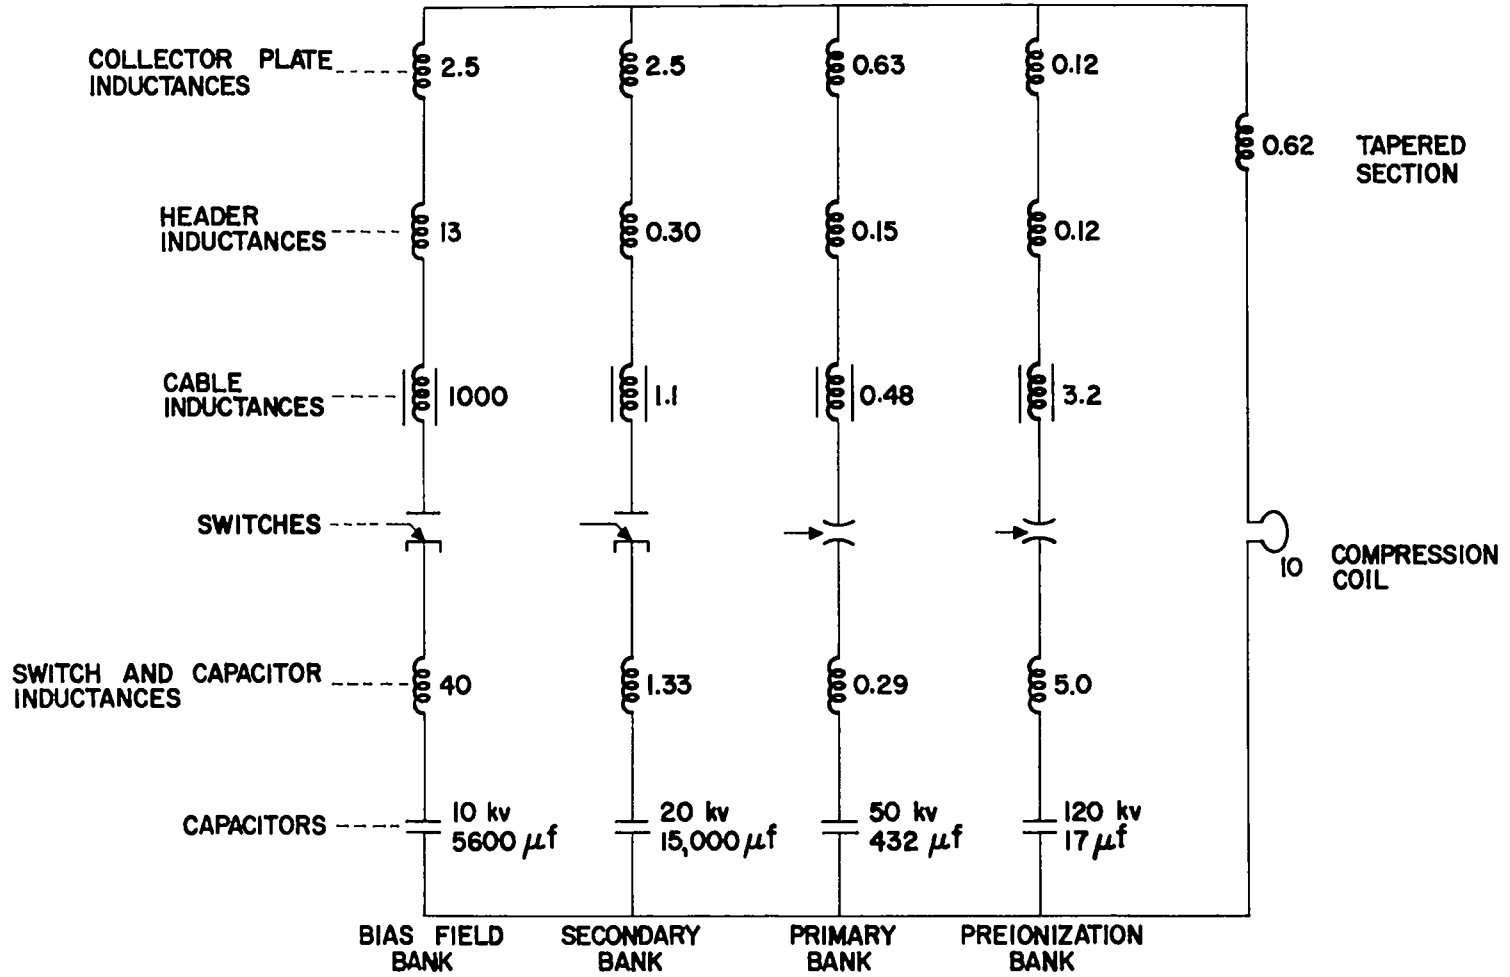 COLLECTOR PLATE
INDUCTANCES
2.5
2.5
0.63
0.12
0.62
TAPERED
SECTION
HEADER
INDUCTANCES
13
0.30
0.15
0.12
CABLE
INDUCTANCES
1000
1.1
0.48
3.2
SWITCHES
10
COMPRESSION
COIL
SWITCH AND CAPACITOR
INDUCTANCES
40
1.33
0.29
5.0
CAPACITORS
10 kv
5600 μf
20 kv
15,000 μf
50 kv
432 μf
120 kv
17 μf
BIAS FIELD
BANK
SECONDARY
BANK
PRIMARY
BANK
PREIONIZATION
BANK